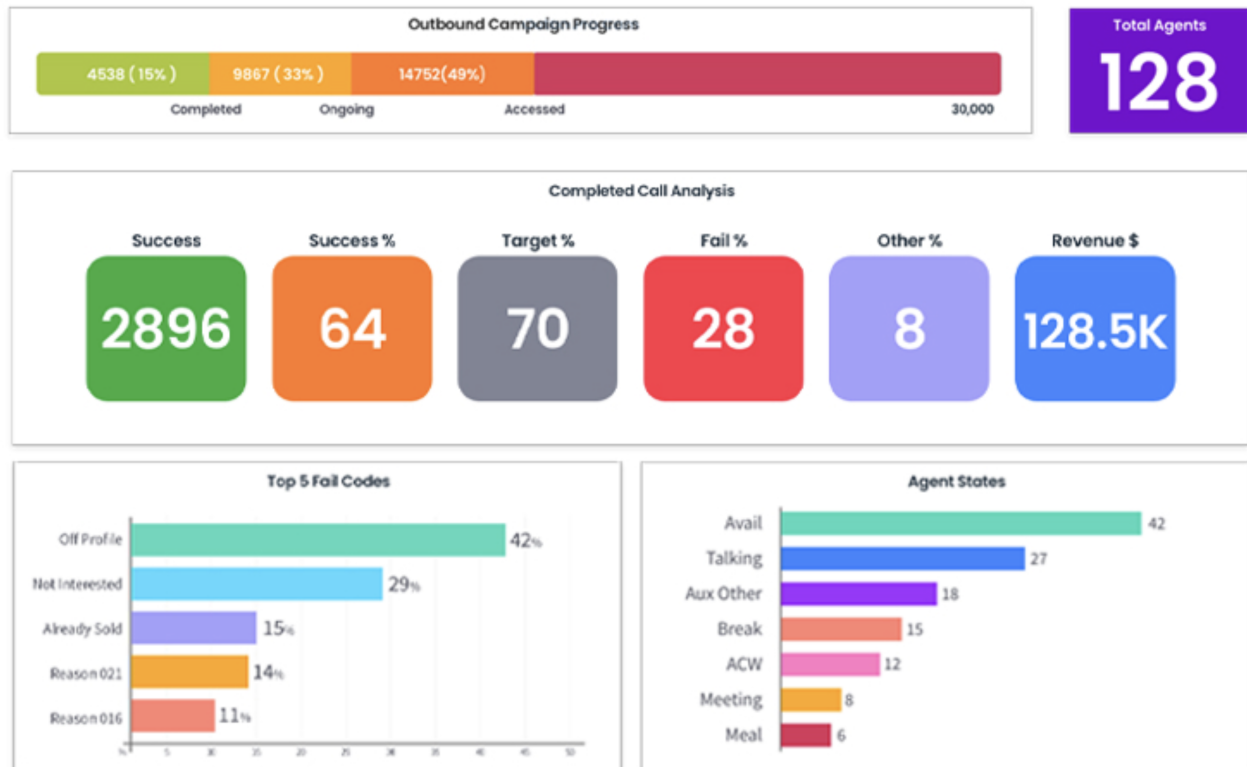 Outbound Campaign Progress
4538 ( 15% ) 9867 ( 33% ) 14752(49%)
Completed Ongoing Accessed 30,000
Total Agents
128
Completed Call Analysis
Success Success % Target % Fail % Other % Revenue $
2896 64 70 28 8 128.5K
Top 5 Fail Codes
Off Profile 42%
Not Interested 29%
Already Sold 15%
Reason 021 14%
Reason 016 11%
% 5 10 15 20 25 30 35 40 45 50
Agent States
Avail 42
Talking 27
Aux Other 18
Break 15
ACW 12
Meeting 8
Meal 6